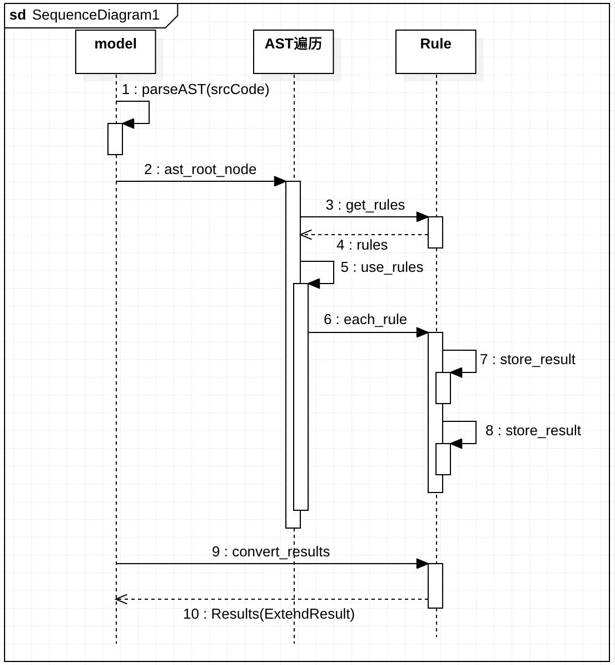 sd SequenceDiagram1
model
AST遍历
Rule
1 : parseAST(srcCode)
2 : ast_root_node
3 : get_rules
4 : rules
5 : use_rules
6 : each_rule
7 : store_result
8 : store_result
9 : convert_results
10 : Results(ExtendResult)